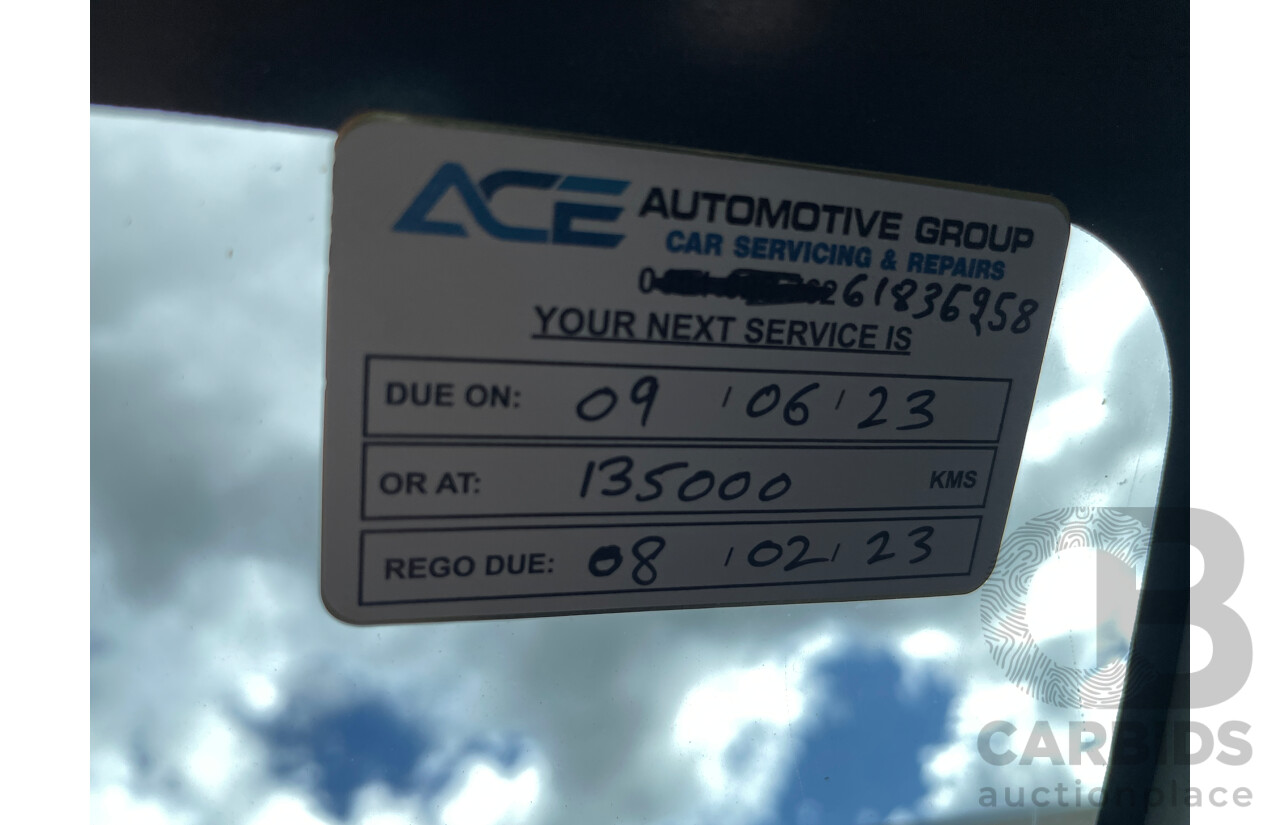 ACE AUTOMOTIVE GROUP
CAR SERVICING & REPAIRS
0261836958
YOUR NEXT SERVICE IS
DUE ON: 09 / 06 / 23
OR AT: 135000 KMS
REGO DUE: 08 / 02 / 23
CARBIDS
auctionplace